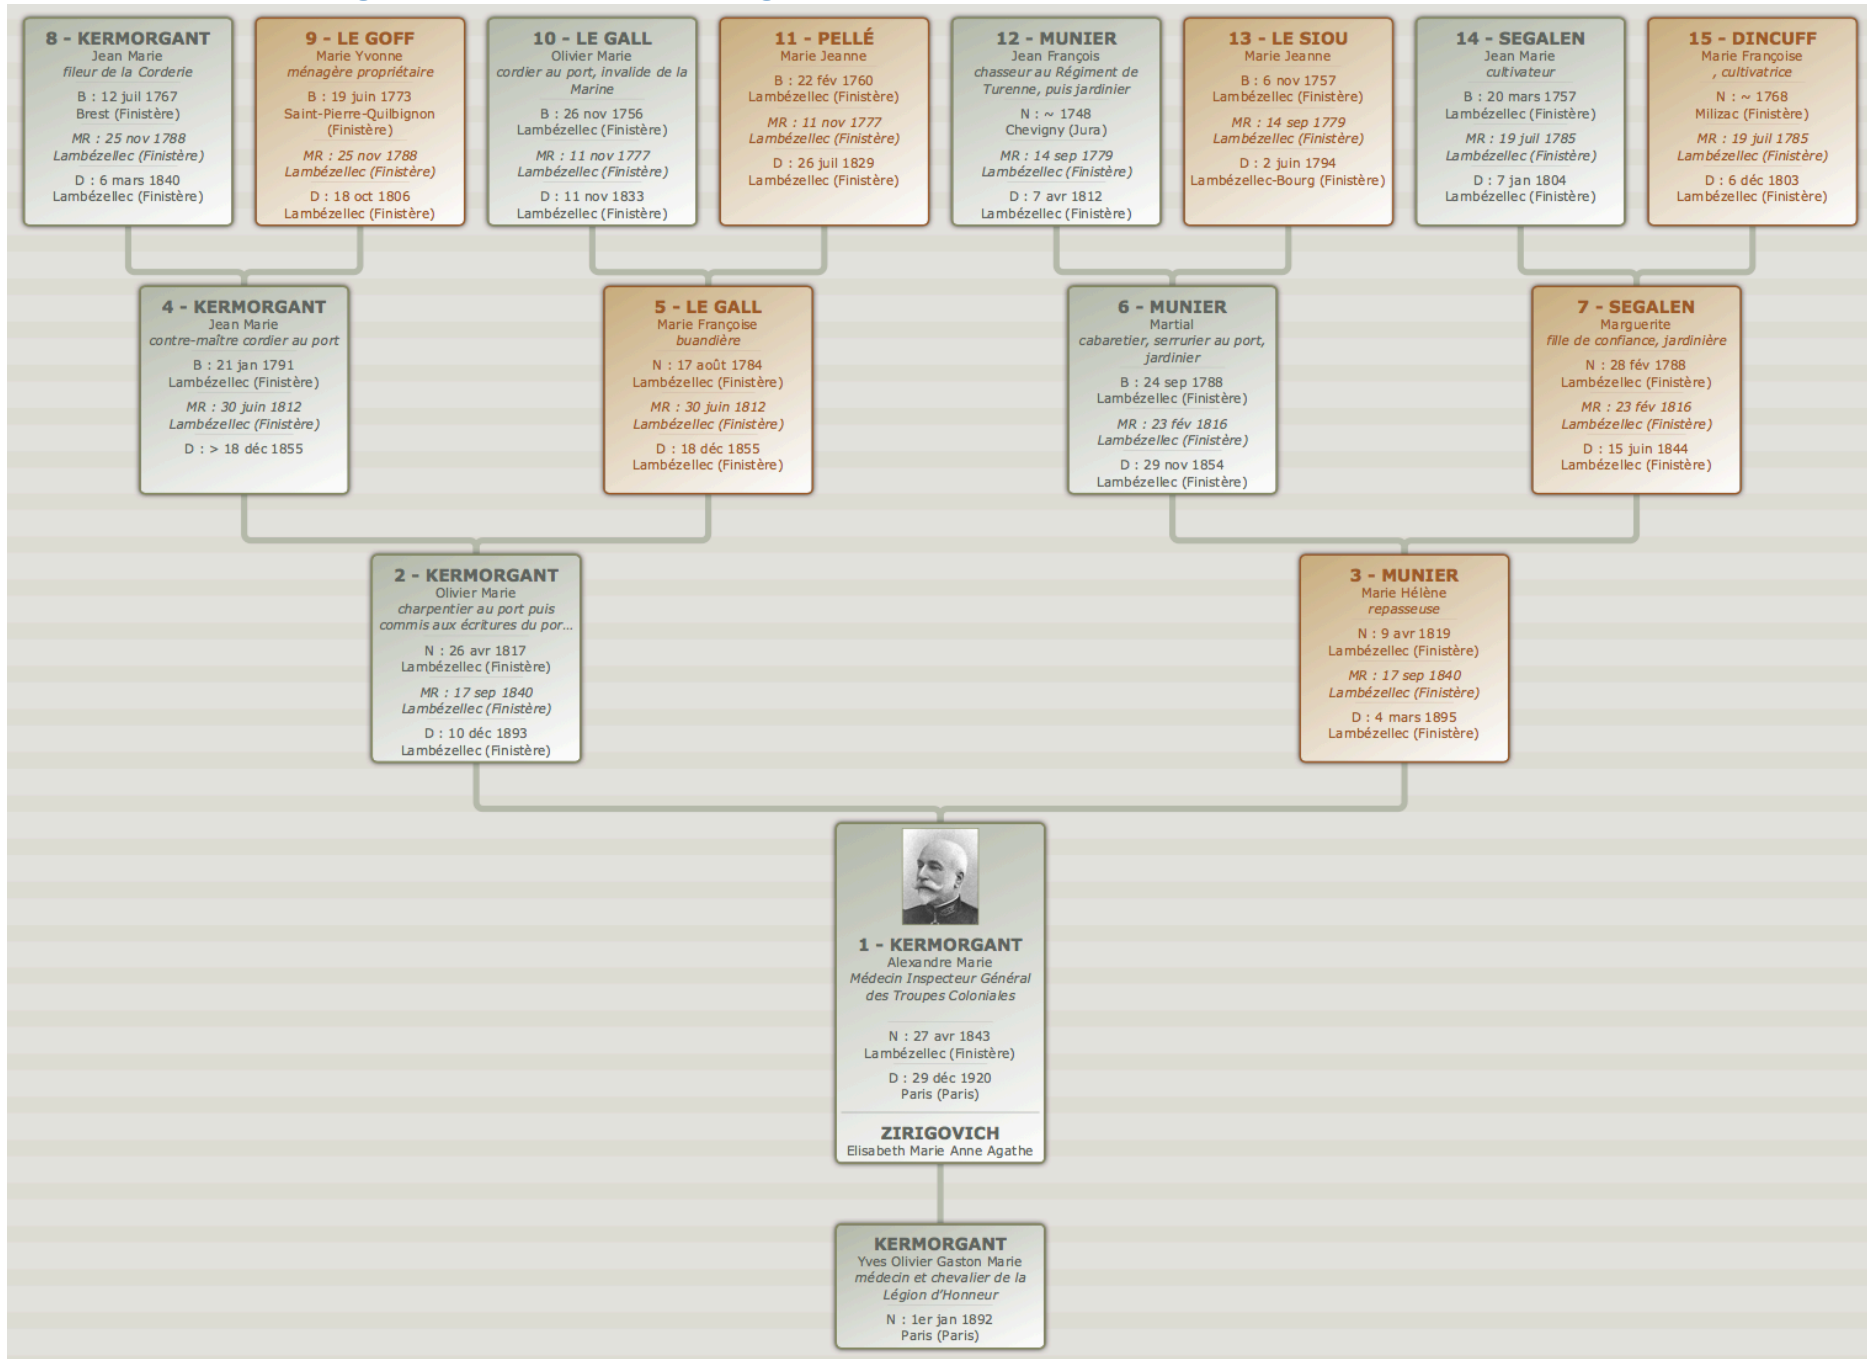 8 - KERMORGANT
Jean Marie
fileur de la Corderie
B : 12 juil 1767
Brest (Finistère)
MR : 25 nov 1788
Lambézellec (Finistère)
D : 6 mars 1840
Lambézellec (Finistère)
9 - LE GOFF
Marie Yvonne
ménagère propriétaire
B : 19 juin 1773
Saint-Pierre-Quilbignon
(Finistère)
MR : 25 nov 1788
Lambézellec (Finistère)
D : 18 oct 1806
Lambézellec (Finistère)
10 - LE GALL
Olivier Marie
cordier au port, invalide de la
Marine
B : 26 nov 1756
Lambézellec (Finistère)
MR : 11 nov 1777
Lambézellec (Finistère)
D : 11 nov 1833
Lambézellec (Finistère)
11 - PELLÉ
Marie Jeanne
B : 22 fév 1760
Lambézellec (Finistère)
MR : 11 nov 1777
Lambézellec (Finistère)
D : 26 juil 1829
Lambézellec (Finistère)
12 - MUNIER
Jean François
chasseur au Régiment de
Turenne, puis jardinier
N : ~ 1748
Chevigny (Jura)
MR : 14 sep 1779
Lambézellec (Finistère)
D : 7 avr 1812
Lambézellec (Finistère)
13 - LE SIOU
Marie Jeanne
B : 6 nov 1757
Lambézellec (Finistère)
MR : 14 sep 1779
Lambézellec (Finistère)
D : 2 juin 1794
Lambézellec-Bourg (Finistère)
14 - SEGALEN
Jean Marie
cultivateur
B : 20 mars 1757
Lambézellec (Finistère)
MR : 19 juil 1785
Lambézellec (Finistère)
D : 7 jan 1804
Lambézellec (Finistère)
15 - DINCUFF
Marie Françoise
, cultivatrice
N : ~ 1768
Milizac (Finistère)
MR : 19 juil 1785
Lambézellec (Finistère)
D : 6 déc 1803
Lambézellec (Finistère)
4 - KERMORGANT
Jean Marie
contre-maître cordier au port
B : 21 jan 1791
Lambézellec (Finistère)
MR : 30 juin 1812
Lambézellec (Finistère)
D : > 18 déc 1855
5 - LE GALL
Marie Françoise
buandière
N : 17 août 1784
Lambézellec (Finistère)
MR : 30 juin 1812
Lambézellec (Finistère)
D : 18 déc 1855
Lambézellec (Finistère)
6 - MUNIER
Martial
cabaretier, serrurier au port,
jardinier
B : 24 sep 1788
Lambézellec (Finistère)
MR : 23 fév 1816
Lambézellec (Finistère)
D : 29 nov 1854
Lambézellec (Finistère)
7 - SEGALEN
Marguerite
fille de confiance, jardinière
N : 28 fév 1788
Lambézellec (Finistère)
MR : 23 fév 1816
Lambézellec (Finistère)
D : 15 juin 1844
Lambézellec (Finistère)
2 - KERMORGANT
Olivier Marie
charpentier au port puis
commis aux écritures du por...
N : 26 avr 1817
Lambézellec (Finistère)
MR : 17 sep 1840
Lambézellec (Finistère)
D : 10 déc 1893
Lambézellec (Finistère)
3 - MUNIER
Marie Hélène
repasseuse
N : 9 avr 1819
Lambézellec (Finistère)
MR : 17 sep 1840
Lambézellec (Finistère)
D : 4 mars 1895
Lambézellec (Finistère)
1 - KERMORGANT
Alexandre Marie
Médecin Inspecteur Général
des Troupes Coloniales
N : 27 avr 1843
Lambézellec (Finistère)
D : 29 déc 1920
Paris (Paris)
ZIRIGOVICH
Elisabeth Marie Anne Agathe
KERMORGANT
Yves Olivier Gaston Marie
médecin et chevalier de la
Légion d'Honneur
N : 1er jan 1892
Paris (Paris)